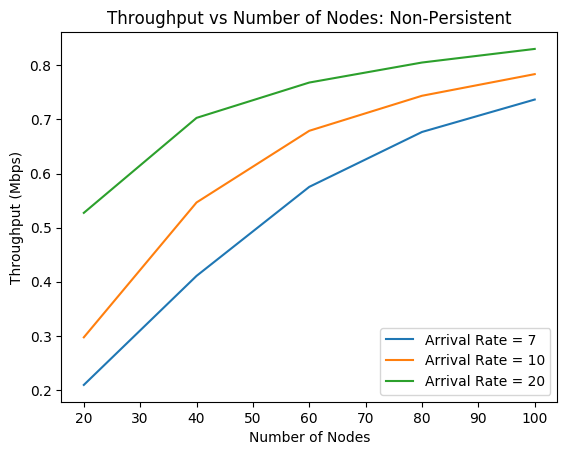 Throughput vs Number of Nodes: Non-Persistent
Throughput (Mbps)
0.8
0.7
0.6
0.5
0.4
0.3
0.2
20 30 40 50 60 70 80 90 100
Number of Nodes
Arrival Rate = 7
Arrival Rate = 10
Arrival Rate = 20